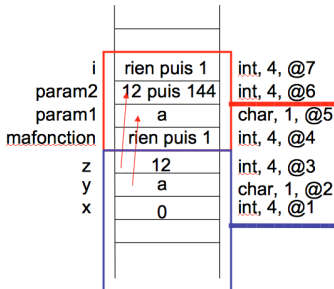 i rien puis 1 int, 4, @7
param2 12 puis 144 int, 4, @6
param1 a char, 1, @5
mafonction rien puis 1 int, 4, @4
z 12 int, 4, @3
y a char, 1, @2
x 0 int, 4, @1